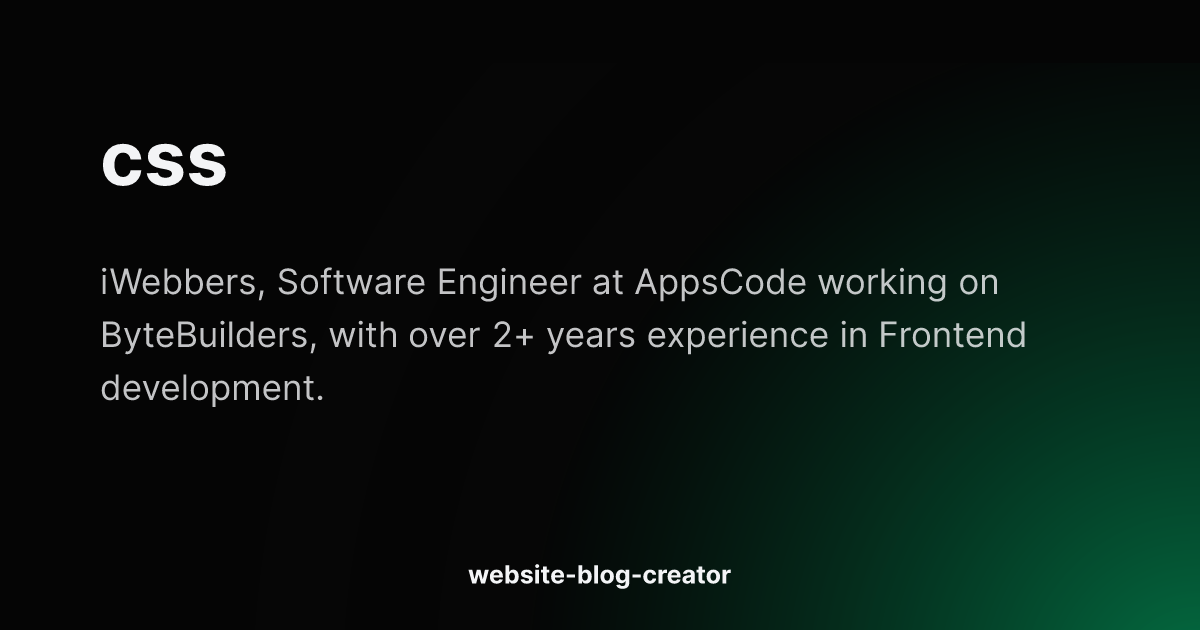 css
iWebbers, Software Engineer at AppsCode working on
ByteBuilders, with over 2+ years experience in Frontend
development.
website-blog-creator